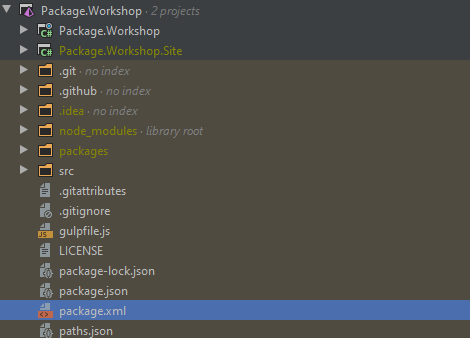 Package.Workshop · 2 projects
C# Package.Workshop
C# Package.Workshop.Site
.git · no index
.github · no index
.idea · no index
node_modules · library root
packages
src
.gitattributes
.gitignore
JS gulpfile.js
LICENSE
package-lock.json
package.json
package.xml
paths.json